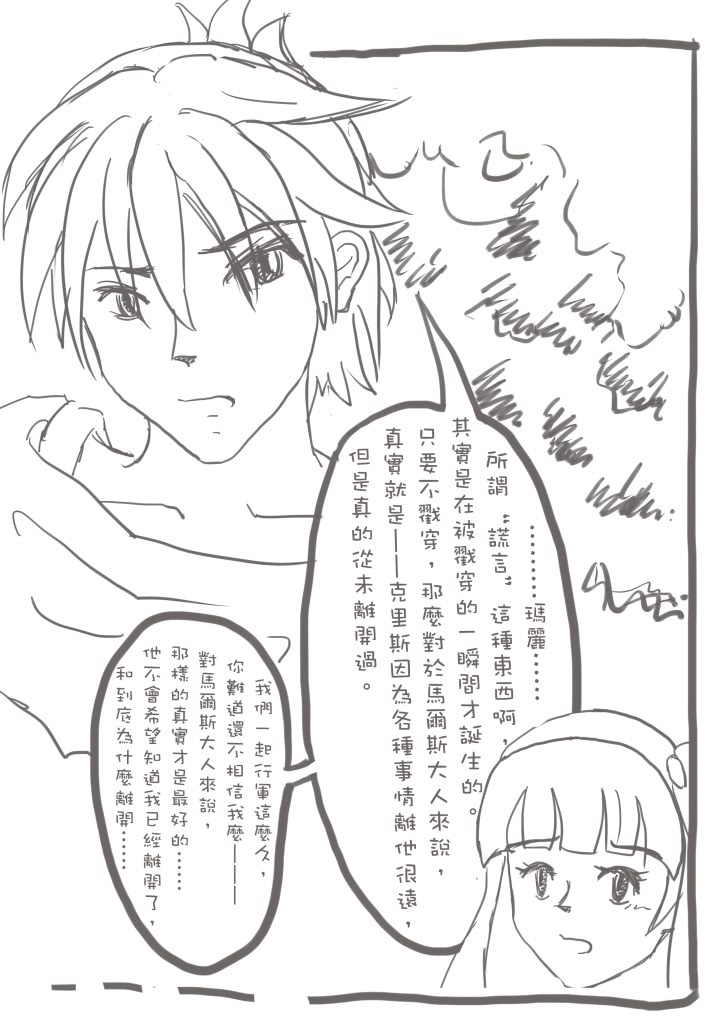 ………瑪麗……
所謂“謊言”這種東西啊，
其實是在被戳穿的一瞬間才誕生的。
只要不戳穿，那麼對於馬爾斯大人來說，
真實就是——克里斯因為各種事情離他很遠，
但是真的從未離開過。
我們一起行軍這麼久，
你難道還不相信我麼———
對馬爾斯大人來說，
那樣的真實才是最好的……
他不會希望知道我已經離開了，
和到底為什麼離開……